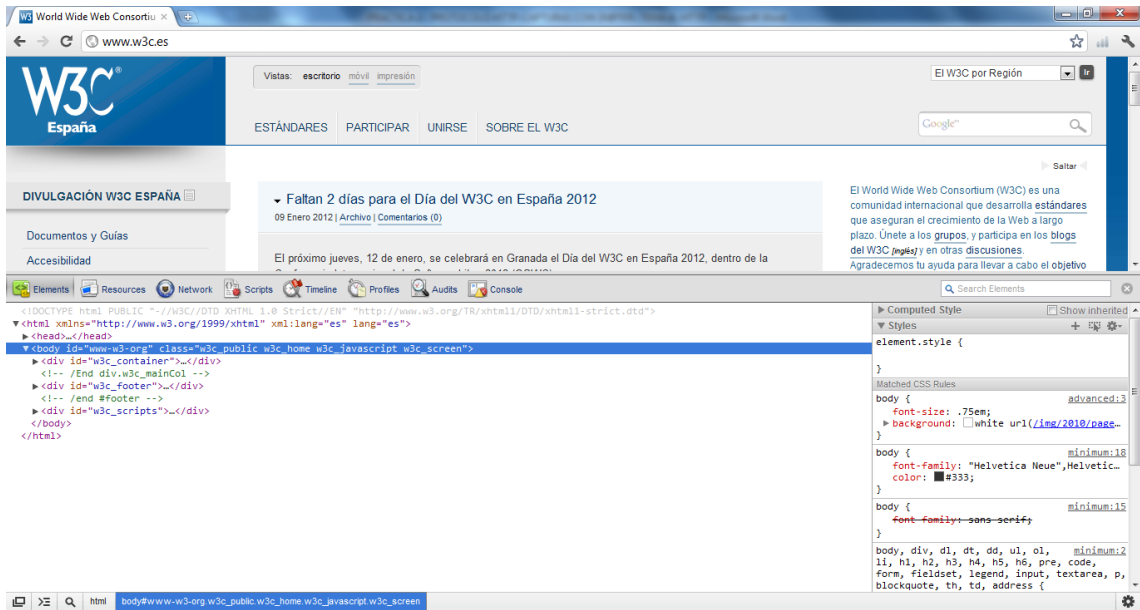 World Wide Web Consortiu
www.w3c.es
W3C®
España
Vistas: escritorio móvil impresión
El W3C por Región
Ir
ESTÁNDARES PARTICIPAR UNIRSE SOBRE EL W3C
Google™
Saltar
DIVULGACIÓN W3C ESPAÑA
Documentos y Guías
Accesibilidad
Faltan 2 días para el Día del W3C en España 2012
09 Enero 2012 | Archivo | Comentarios (0)
El próximo jueves, 12 de enero, se celebrará en Granada el Día del W3C en España 2012, dentro de la
El World Wide Web Consortium (W3C) es una
comunidad internacional que desarrolla estándares
que aseguran el crecimiento de la Web a largo
plazo. Únete a los grupos, y participa en los blogs
del W3C [inglés] y en otras discusiones.
Agradecemos tu ayuda para llevar a cabo el objetivo
Elements Resources Network Scripts Timeline Profiles Audits Console
Search Elements
<!DOCTYPE html PUBLIC "-//W3C//DTD XHTML 1.0 Strict//EN" "http://www.w3.org/TR/xhtml1/DTD/xhtml1-strict.dtd">
▼<html xmlns="http://www.w3.org/1999/xhtml" xml:lang="es" lang="es">
▶<head>…</head>
▼<body id="www-w3-org" class="w3c_public w3c_home w3c_javascript w3c_screen">
▶<div id="w3c_container">…</div>
<!-- /End div.w3c_mainCol -->
▶<div id="w3c_footer">…</div>
<!-- /end #footer -->
▶<div id="w3c_scripts">…</div>
</body>
</html>
▶ Computed Style Show inherited
▼ Styles
element.style {
}
Matched CSS Rules
body { advanced:3
font-size: .75em;
▶ background: white url(/img/2010/page…
}
body { minimum:18
font-family: "Helvetica Neue",Helvetic…
color: #333;
}
body { minimum:15
font-family: sans-serif;
}
body, div, dl, dt, dd, ul, ol, minimum:2
li, h1, h2, h3, h4, h5, h6, pre, code,
form, fieldset, legend, input, textarea, p,
blockquote, th, td, address {
html body#www-w3-org.w3c_public.w3c_home.w3c_javascript.w3c_screen